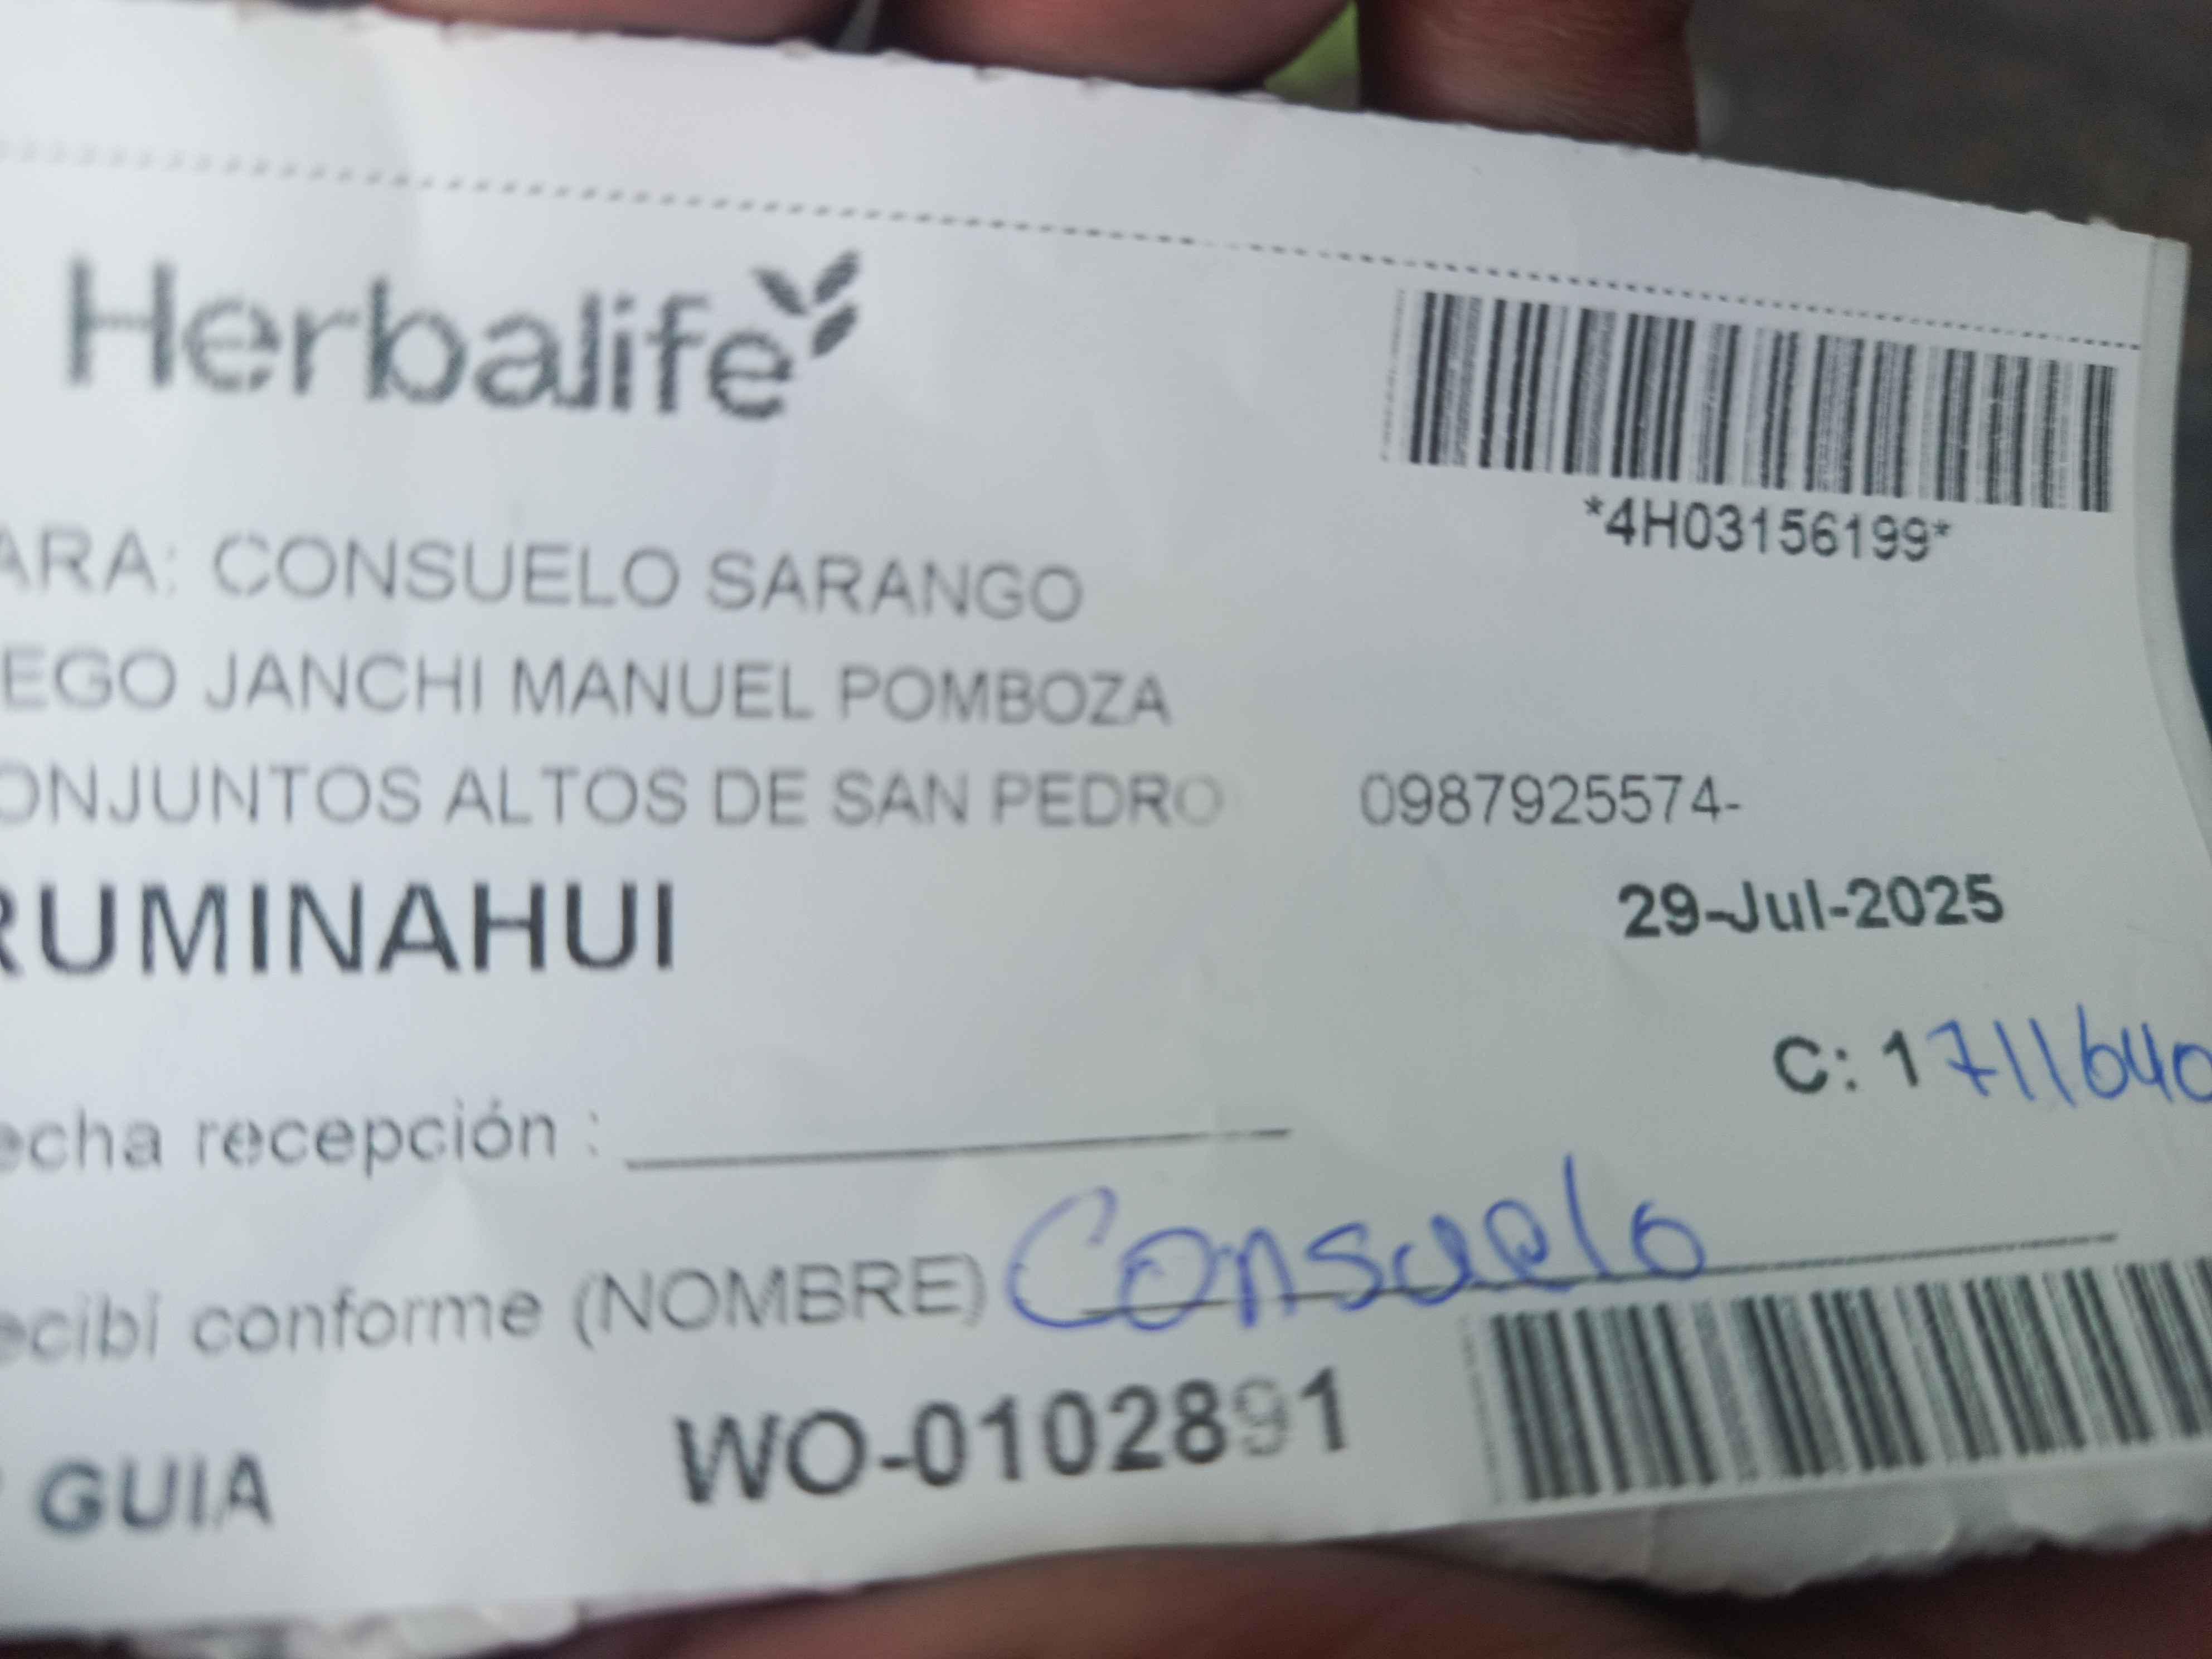 Herbalife
*4H03156199*
ARA: CONSUELO SARANGO
EGO JANCHI MANUEL POMBOZA
ONJUNTOS ALTOS DE SAN PEDRO 0987925574-
RUMINAHUI
29-Jul-2025
C: 1711640
echa recepción :
ecibi conforme (NOMBRE) Consuelo
GUIA WO-0102891